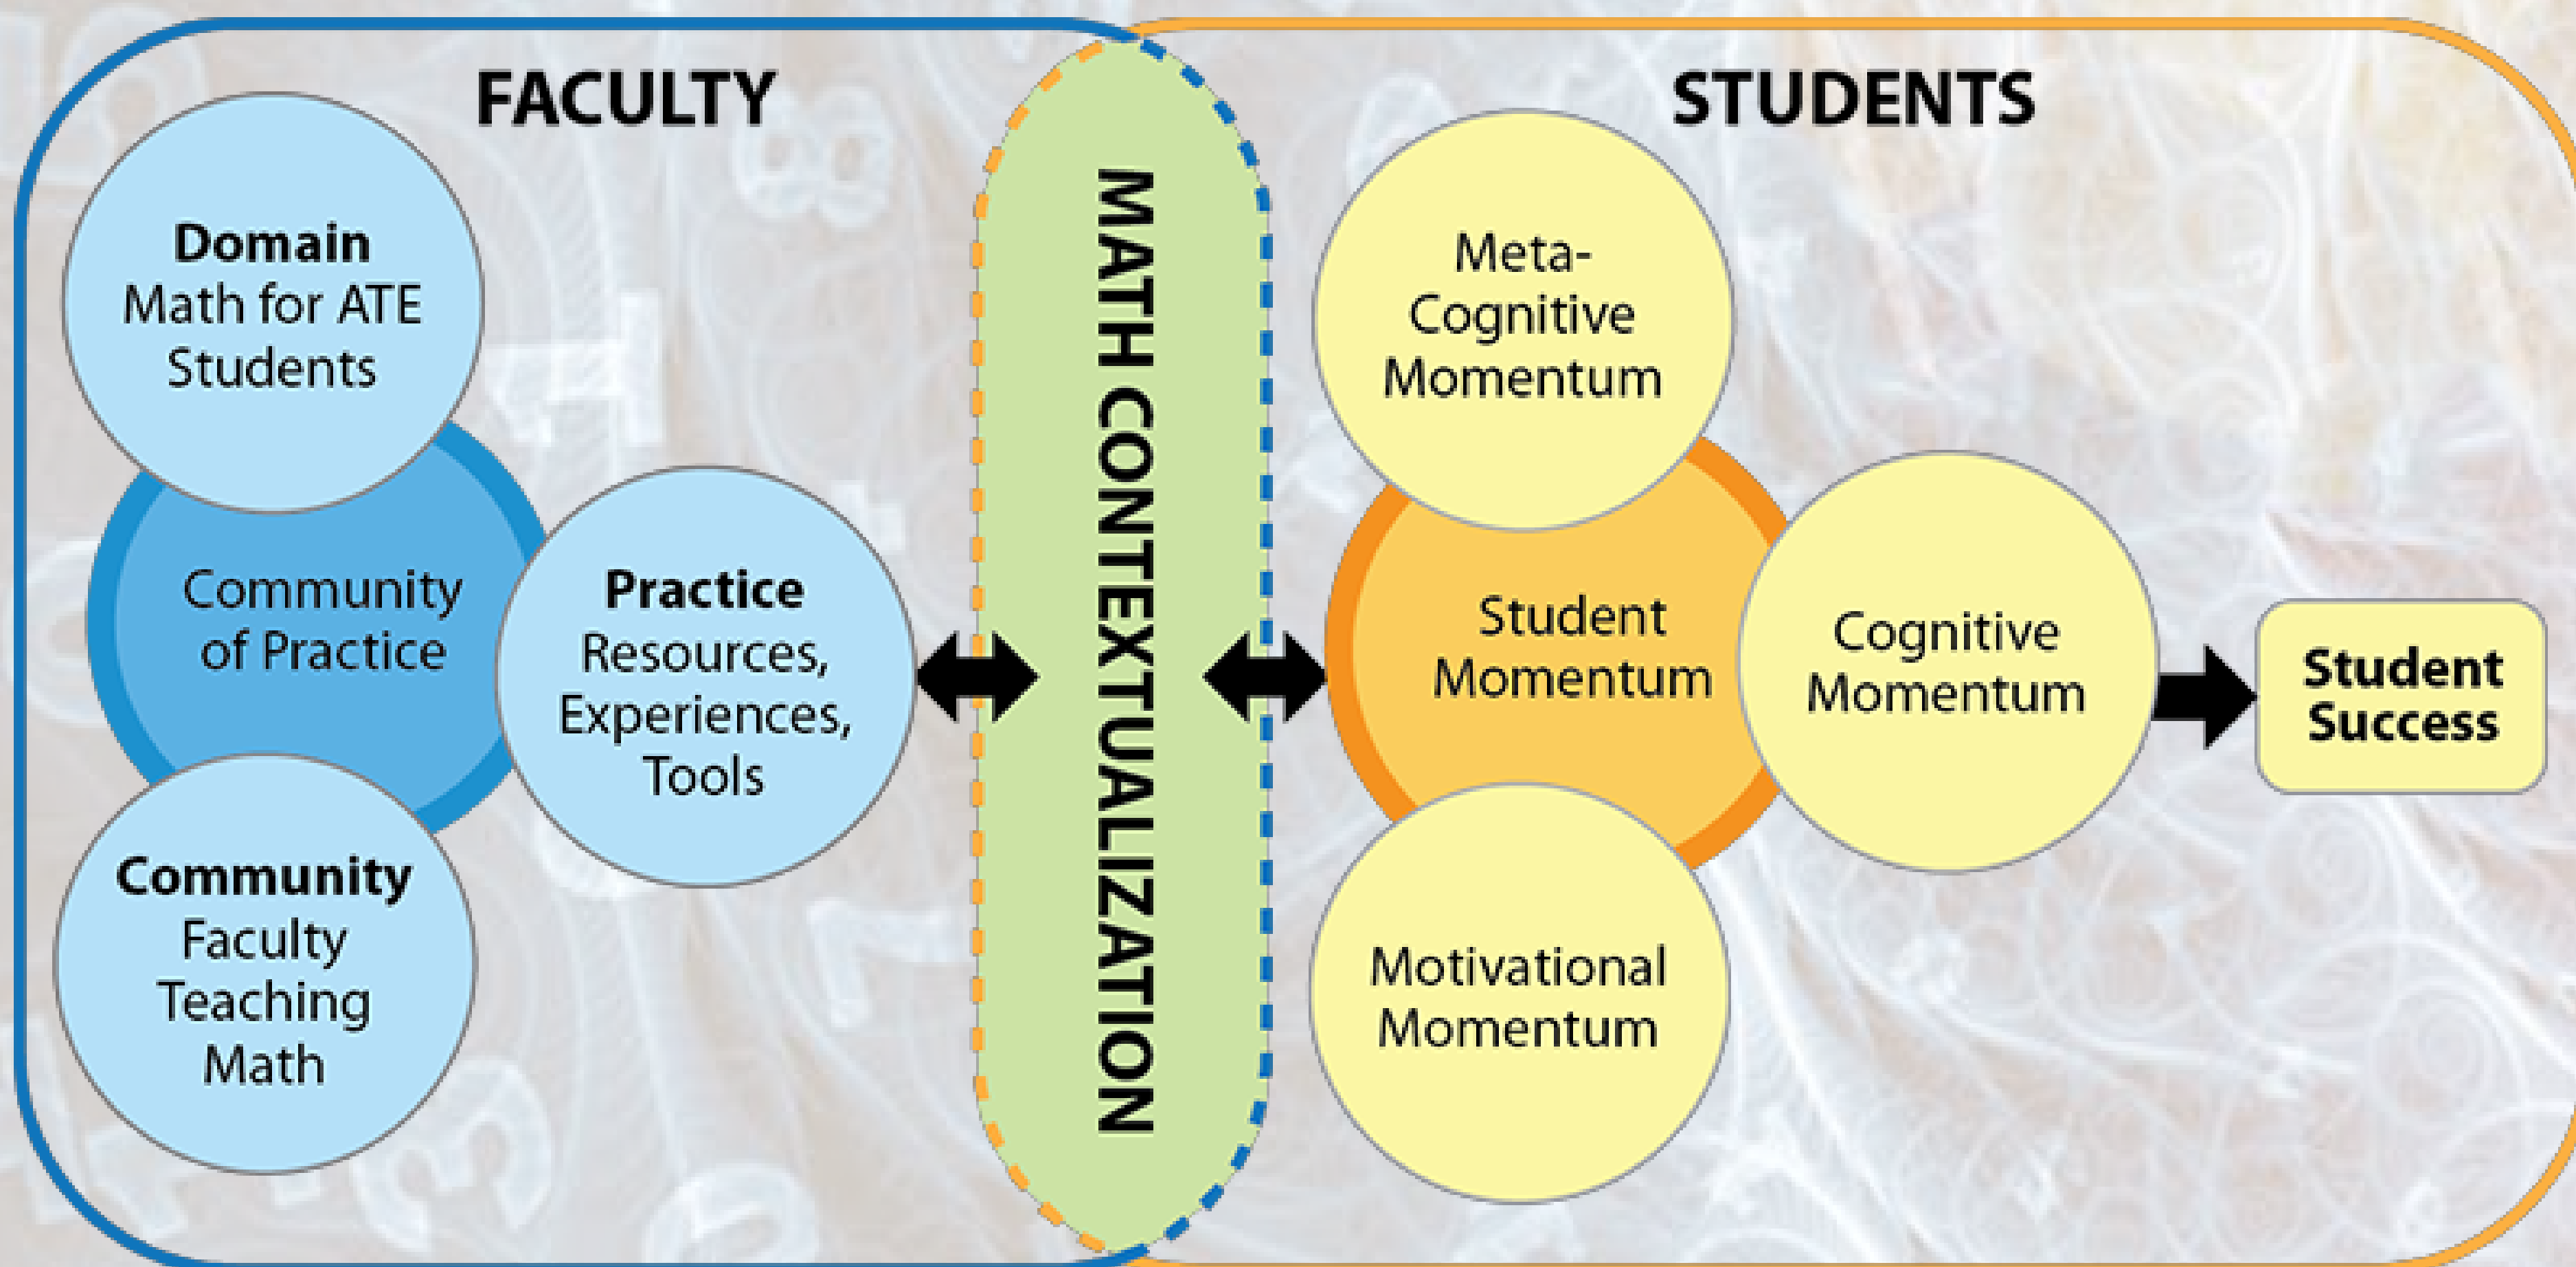 FACULTY
Domain
Math for ATE
Students
Community
of Practice
Practice
Resources,
Experiences,
Tools
Community
Faculty
Teaching
Math
MATH CONTEXTUALIZATION
STUDENTS
Meta-
Cognitive
Momentum
Student
Momentum
Cognitive
Momentum
Motivational
Momentum
Student
Success